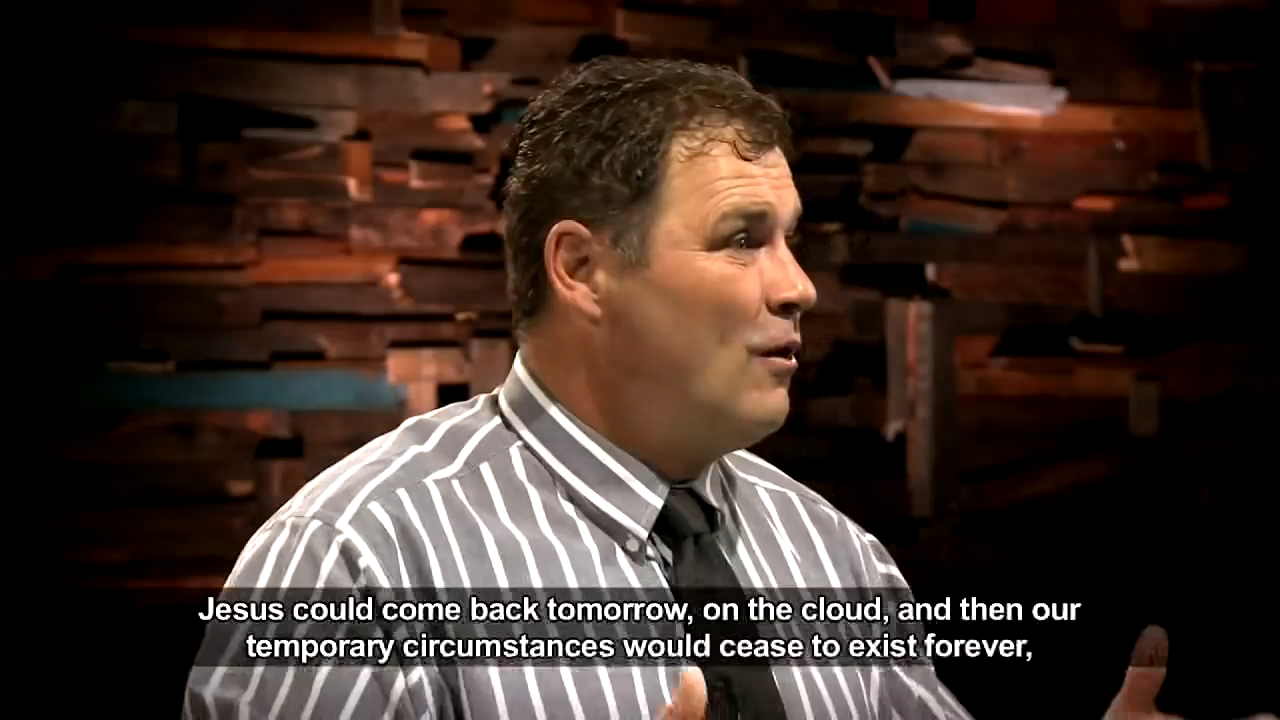 Jesus could come back tomorrow, on the cloud, and then our
temporary circumstances would cease to exist forever,